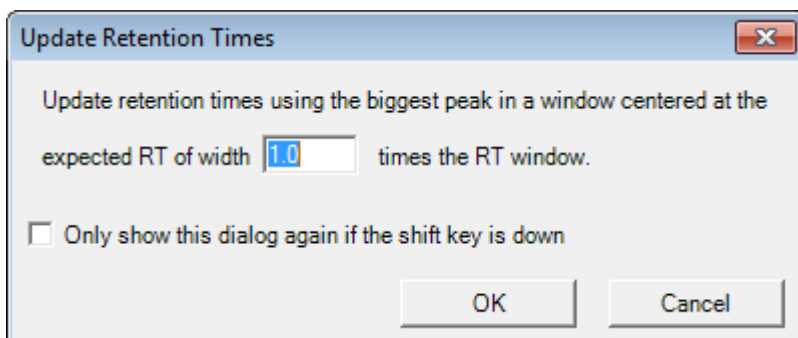 Update Retention Times
Update retention times using the biggest peak in a window centered at the
expected RT of width 1.0 times the RT window.
Only show this dialog again if the shift key is down
OK Cancel